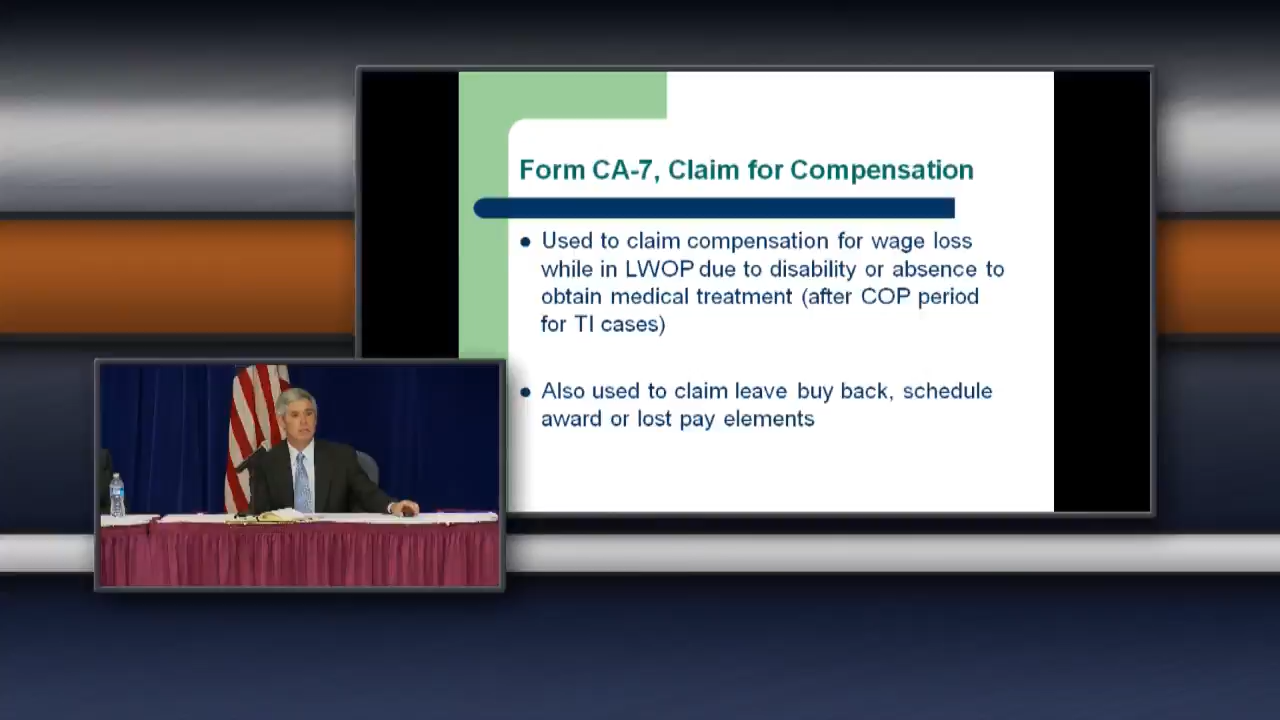 Form CA-7, Claim for Compensation
Used to claim compensation for wage loss
while in LWOP due to disability or absence to
obtain medical treatment (after COP period
for TI cases)
Also used to claim leave buy back, schedule
award or lost pay elements